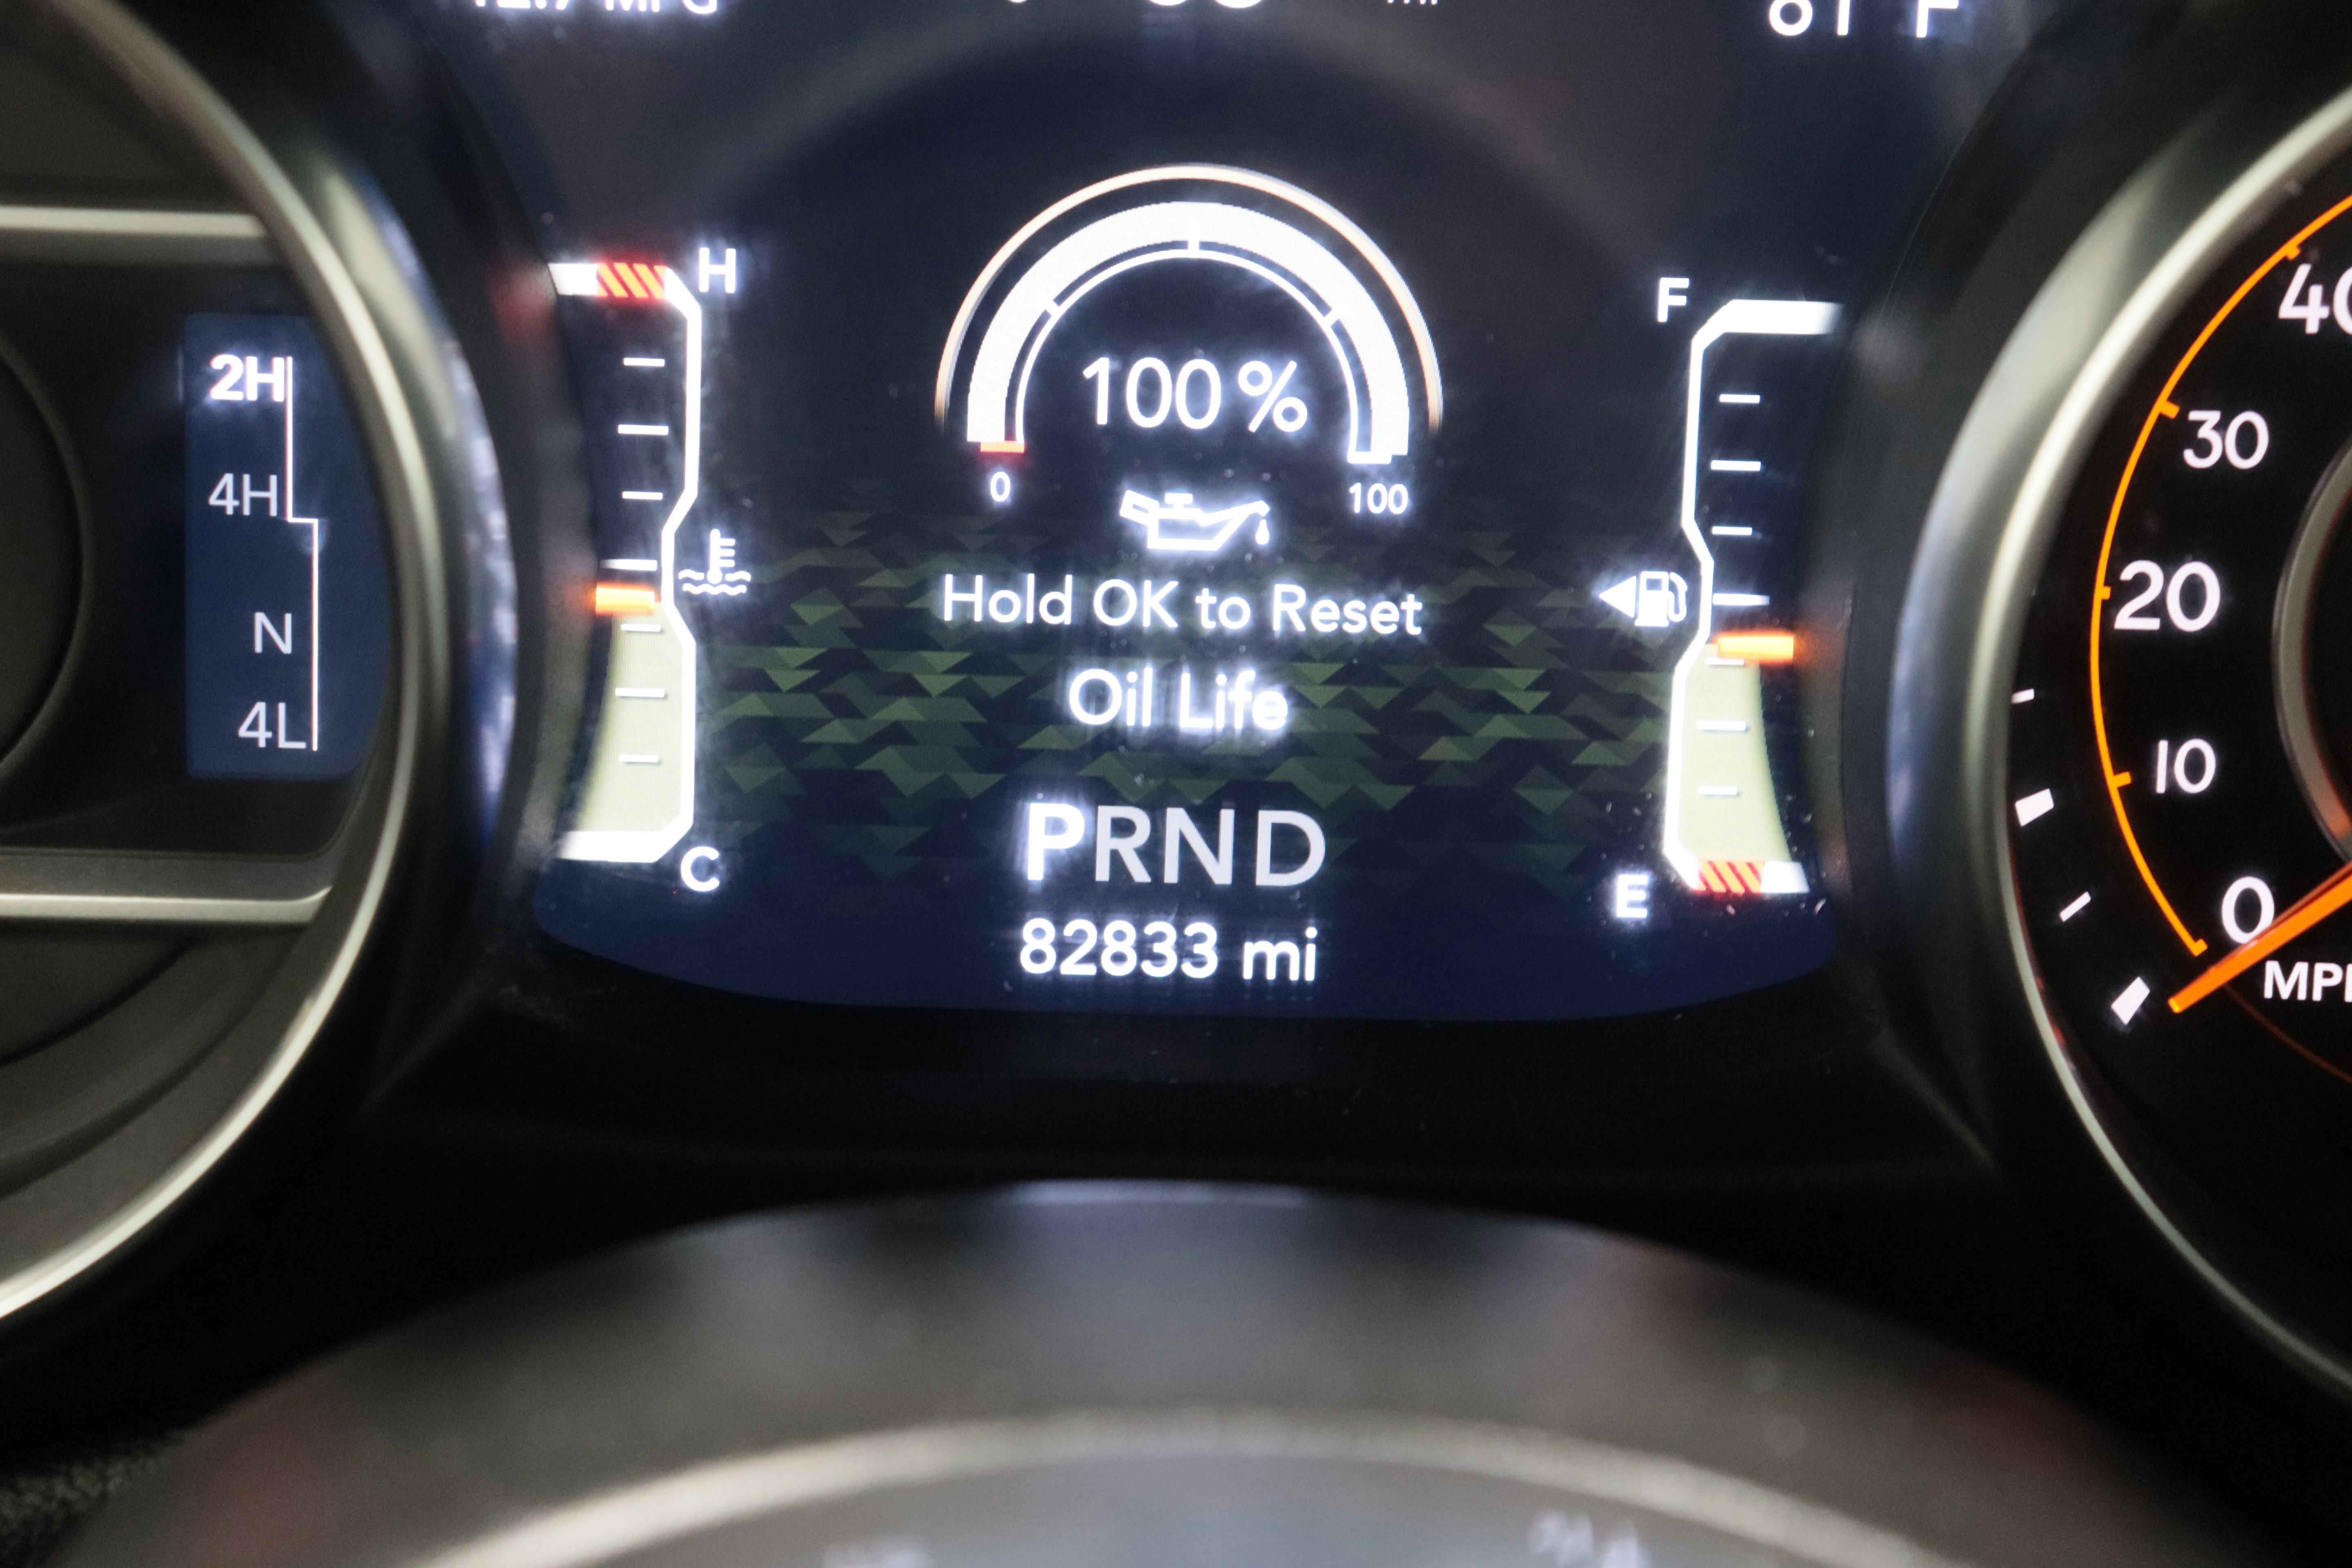 H
F
2H
4H
N
4L
100 %
0
100
Hold OK to Reset
Oil Life
PRND
82833 mi
C
E
40
30
20
10
0